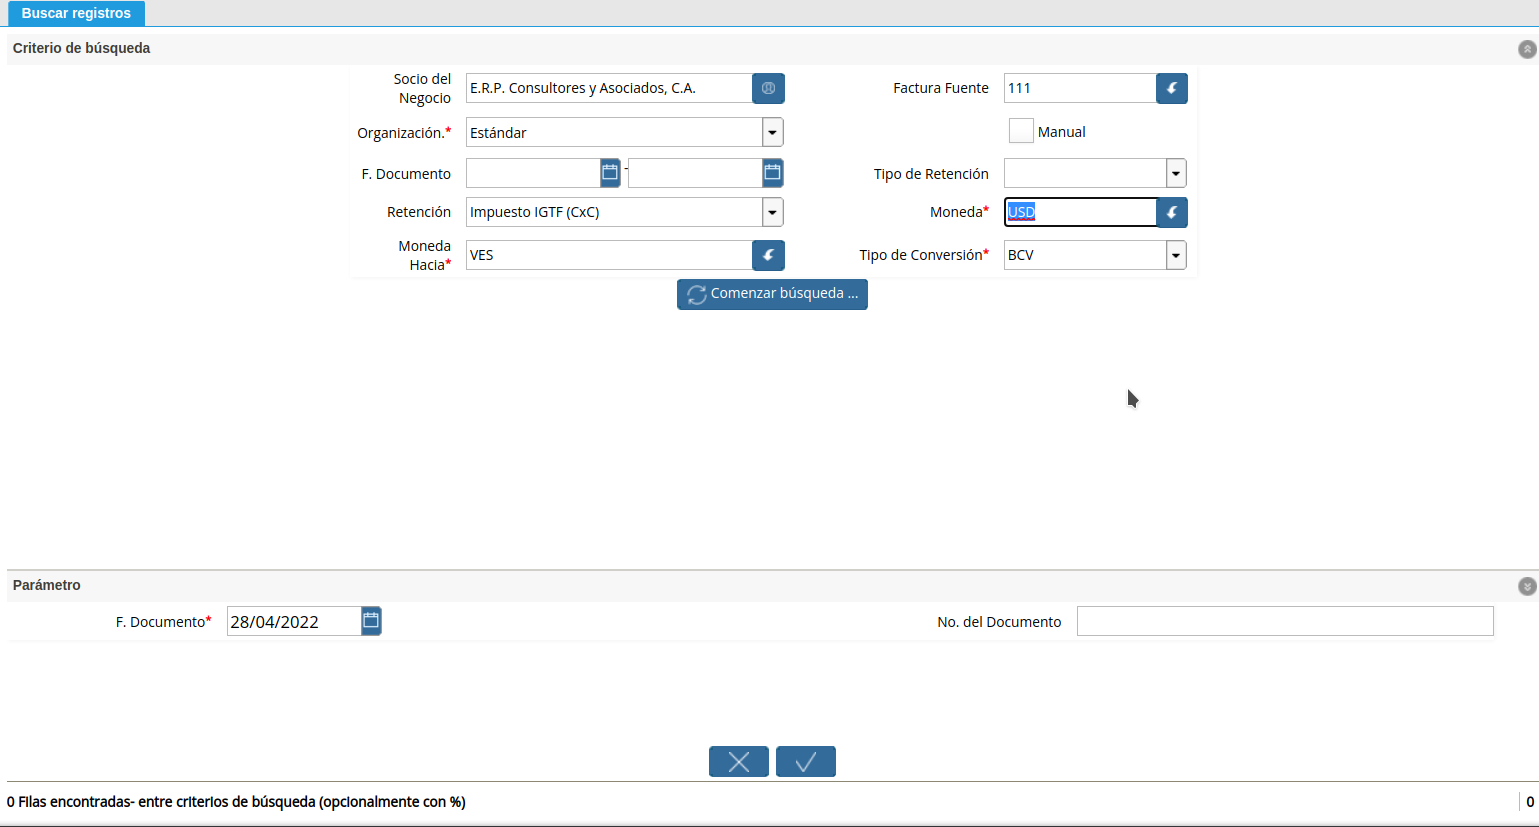 Buscar registros
Criterio de búsqueda
Socio del
Negocio
E.R.P. Consultores y Asociados, C.A.
Factura Fuente
111
Organización.*
Estándar
Manual
F. Documento
-
Tipo de Retención
Retención
Impuesto IGTF (CxC)
Moneda*
USD
Moneda
Hacia*
VES
Tipo de Conversión*
BCV
Comenzar búsqueda ...
Parámetro
F. Documento*
28/04/2022
No. del Documento
0 Filas encontradas- entre criterios de búsqueda (opcionalmente con %)
0